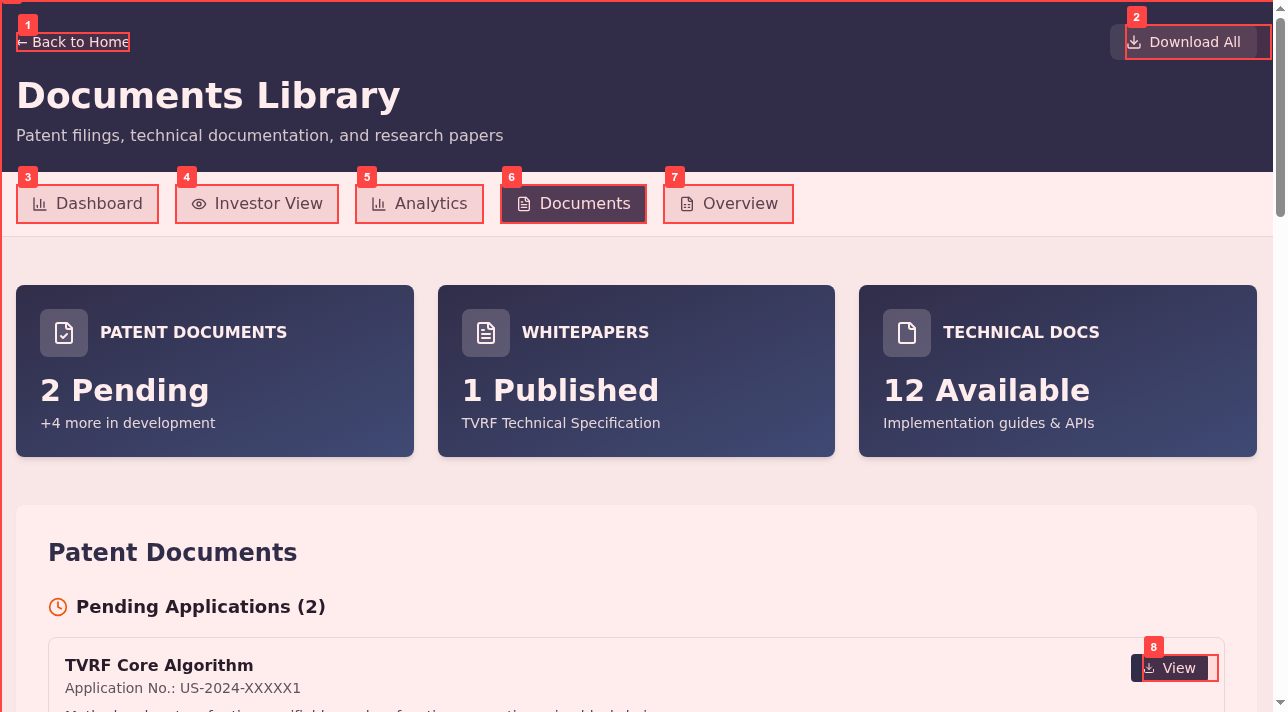 1
← Back to Home
2
Download All
Documents Library
Patent filings, technical documentation, and research papers
3
Dashboard
4
Investor View
5
Analytics
6
Documents
7
Overview
PATENT DOCUMENTS
2 Pending
+4 more in development
WHITEPAPERS
1 Published
TVRF Technical Specification
TECHNICAL DOCS
12 Available
Implementation guides & APIs
Patent Documents
Pending Applications (2)
TVRF Core Algorithm
Application No.: US-2024-XXXXX1
8
View